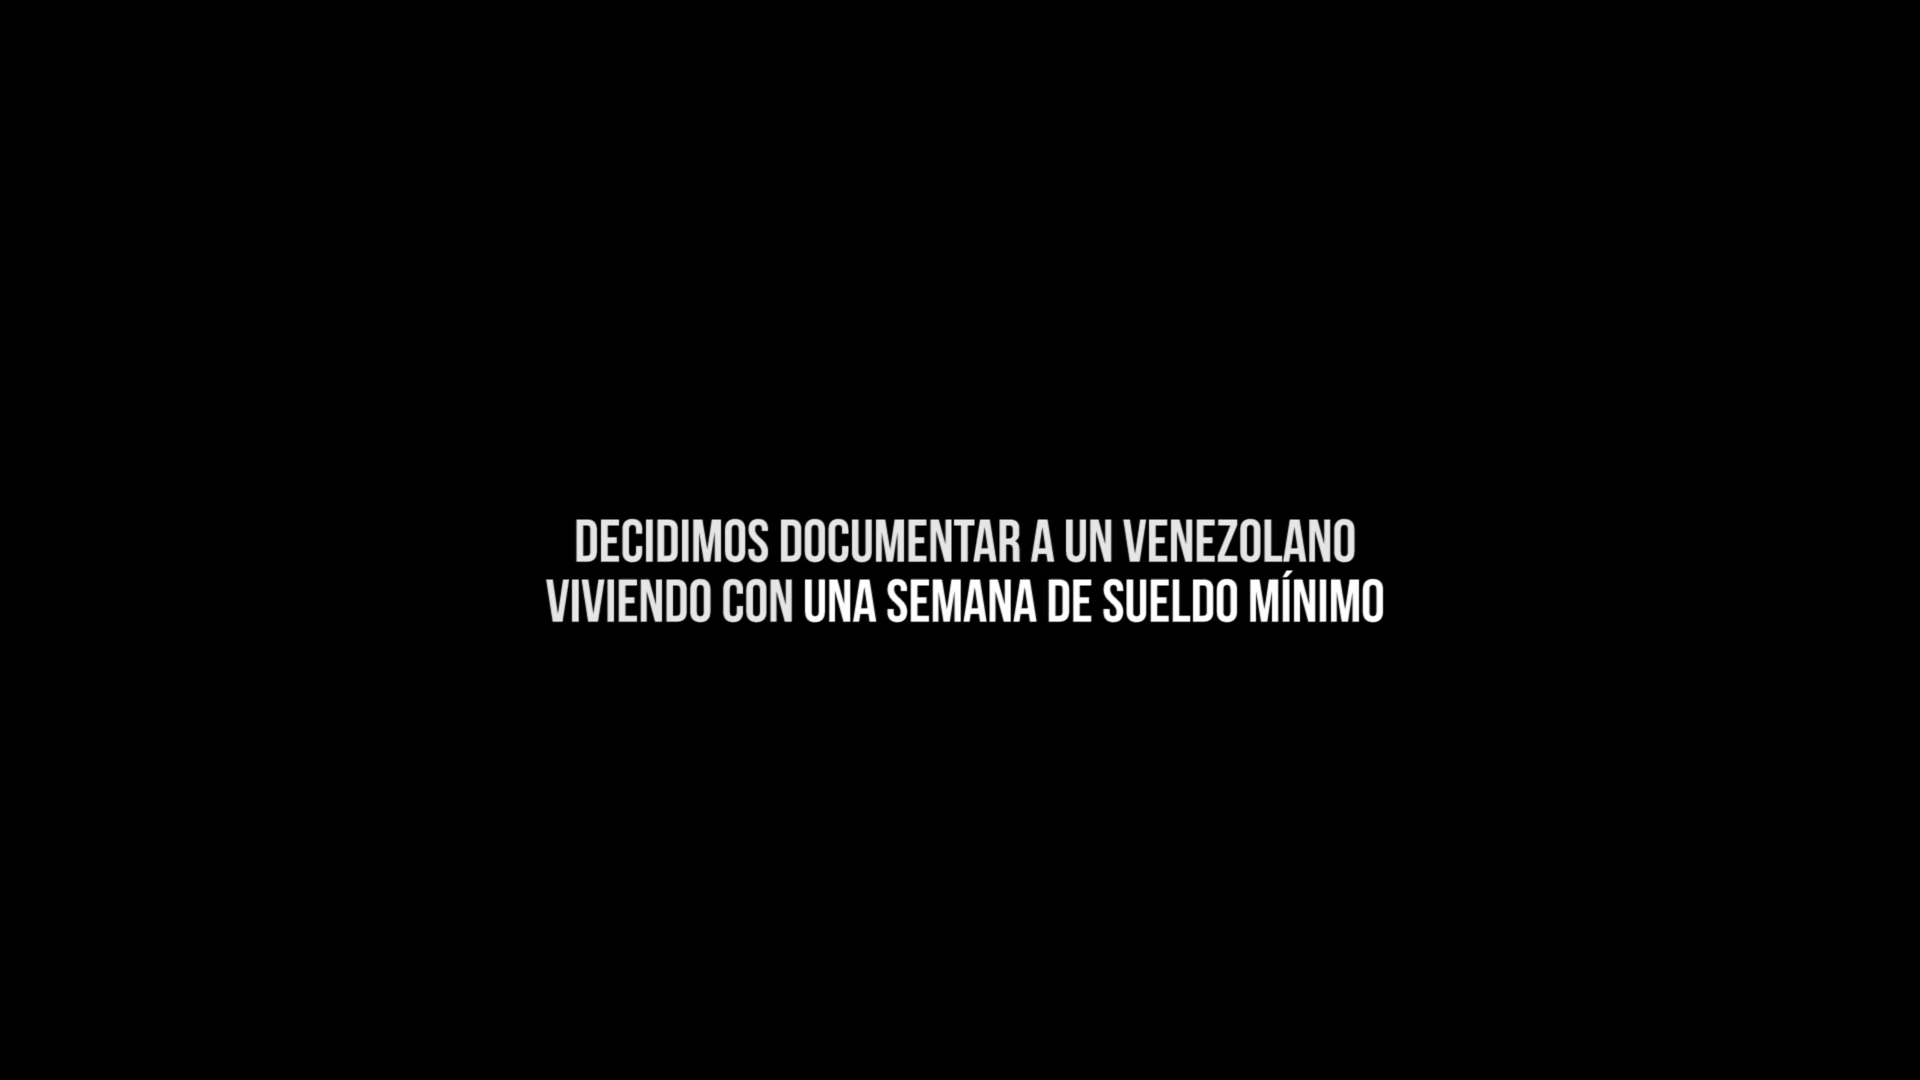 DECIDIMOS DOCUMENTAR A UN VENEZOLANO
VIVIENDO CON UNA SEMANA DE SUELDO MÍNIMO